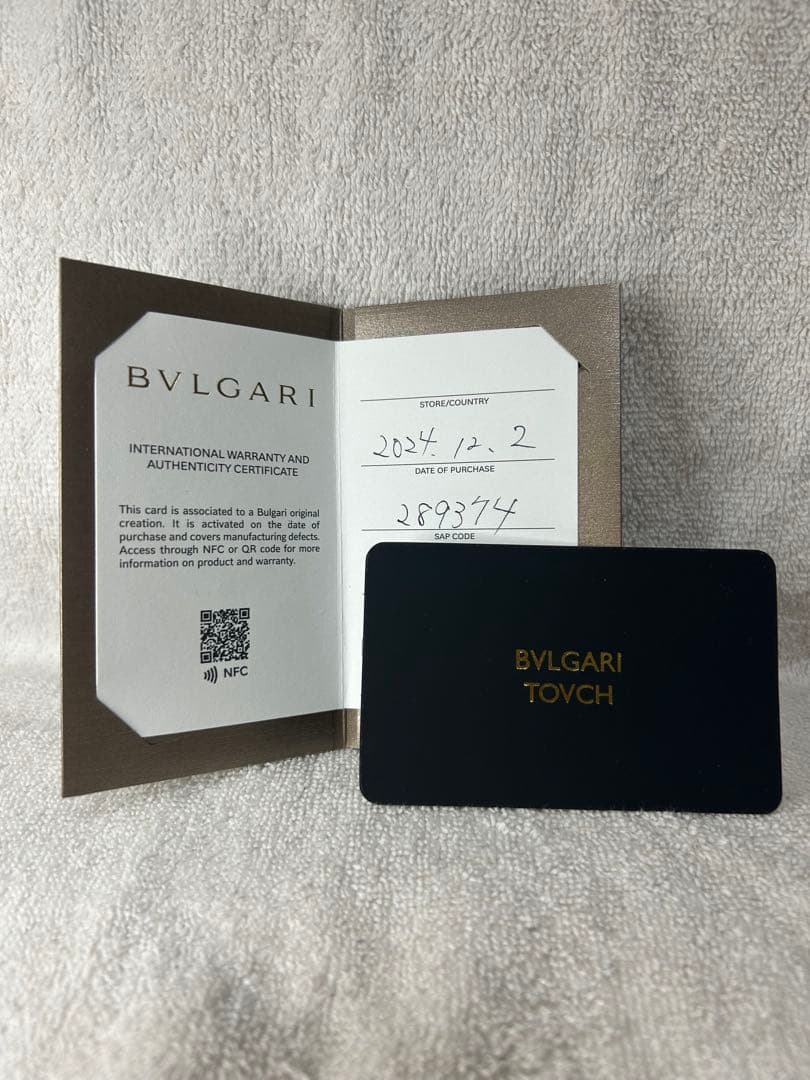 BVLGARI
INTERNATIONAL WARRANTY AND
AUTHENTICITY CERTIFICATE
This card is associated to a Bulgari original
creation. It is activated on the date of
purchase and covers manufacturing defects.
Access through NFC or QR code for more
information on product and warranty.
NFC
STORE/COUNTRY
2024. 12. 2
DATE OF PURCHASE
289374
SAP CODE
BVLGARI
TOVCH